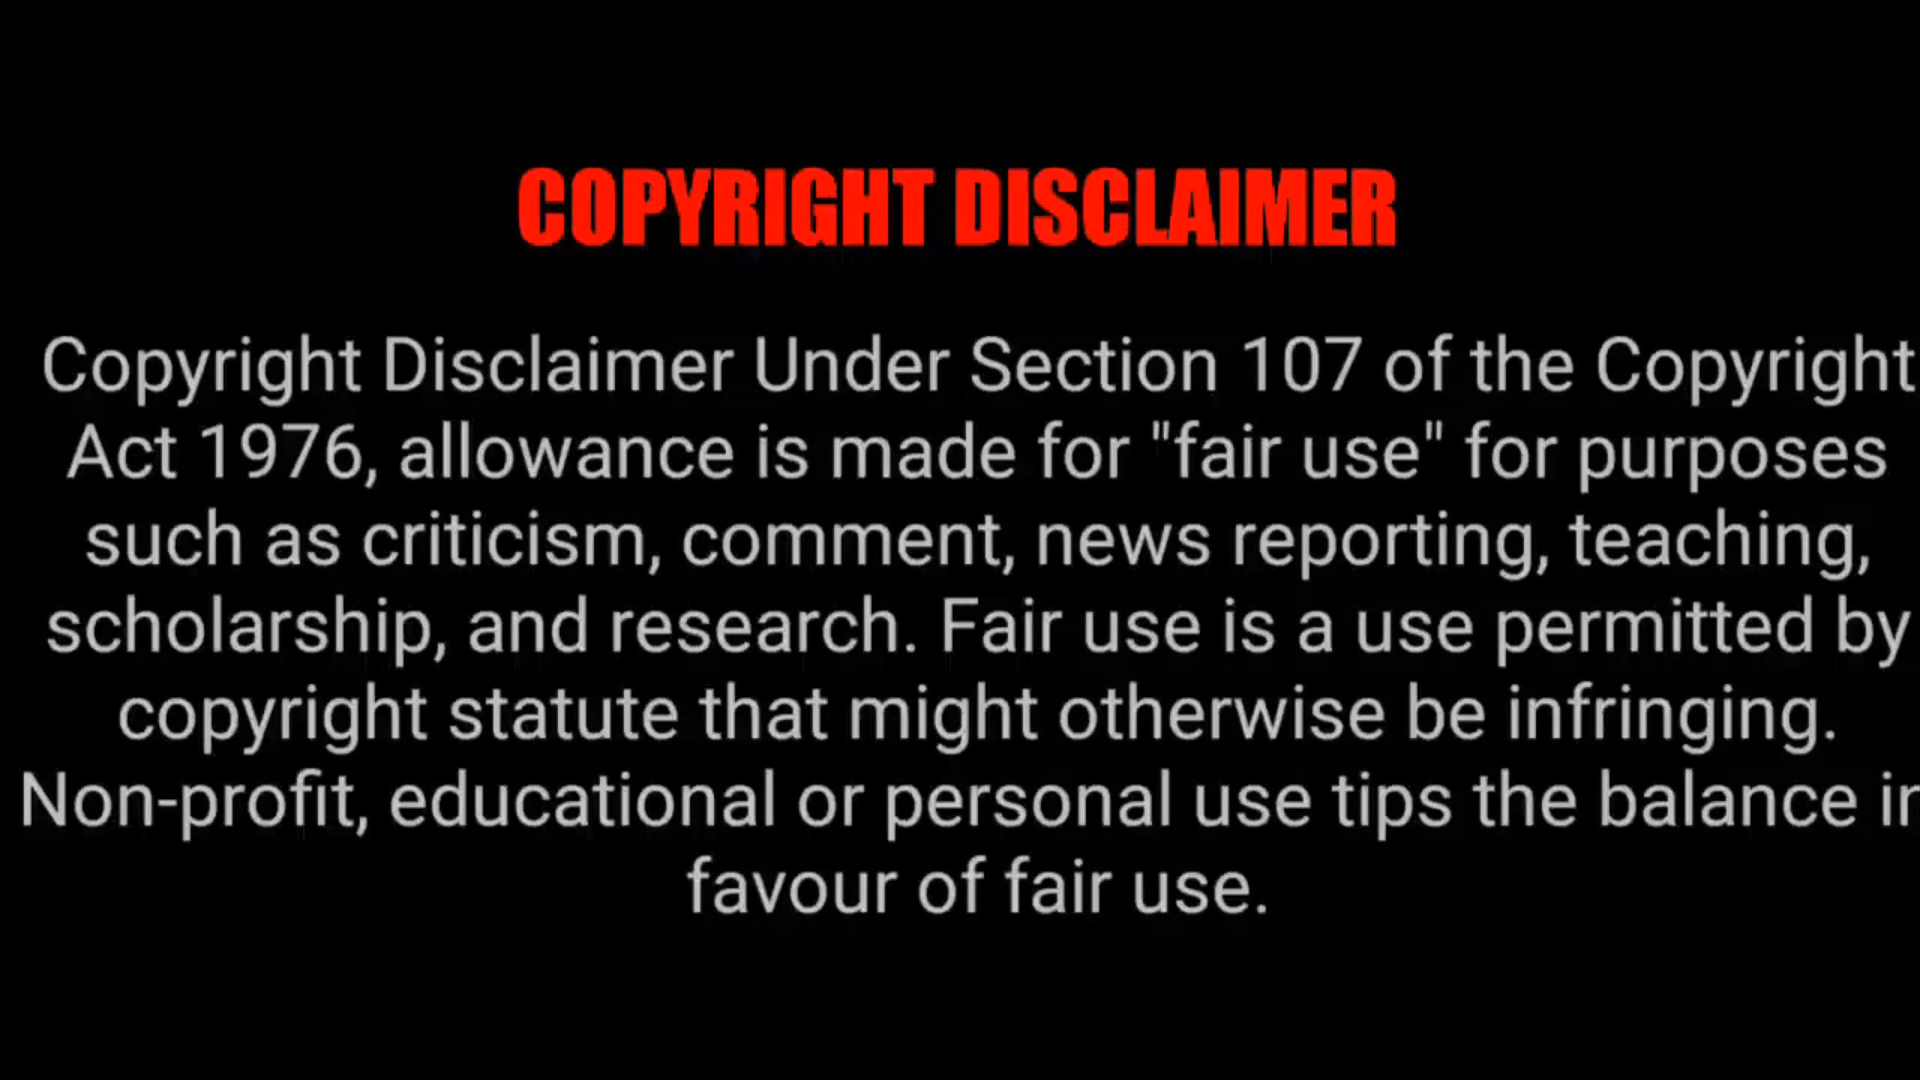 COPYRIGHT DISCLAIMER
Copyright Disclaimer Under Section 107 of the Copyright
Act 1976, allowance is made for "fair use" for purposes
such as criticism, comment, news reporting, teaching,
scholarship, and research. Fair use is a use permitted by
copyright statute that might otherwise be infringing.
Non-profit, educational or personal use tips the balance in
favour of fair use.